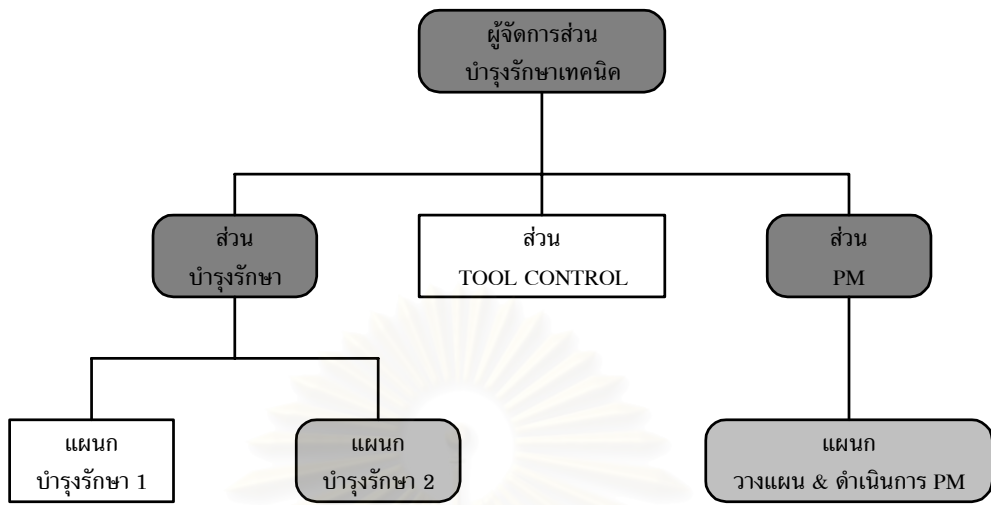 ผู้จัดการส่วน
บำรุงรักษาเทคนิค
ส่วน
บำรุงรักษา
ส่วน
TOOL CONTROL
ส่วน
PM
แผนก
บำรุงรักษา 1
แผนก
บำรุงรักษา 2
แผนก
วางแผน & ดำเนินการ PM